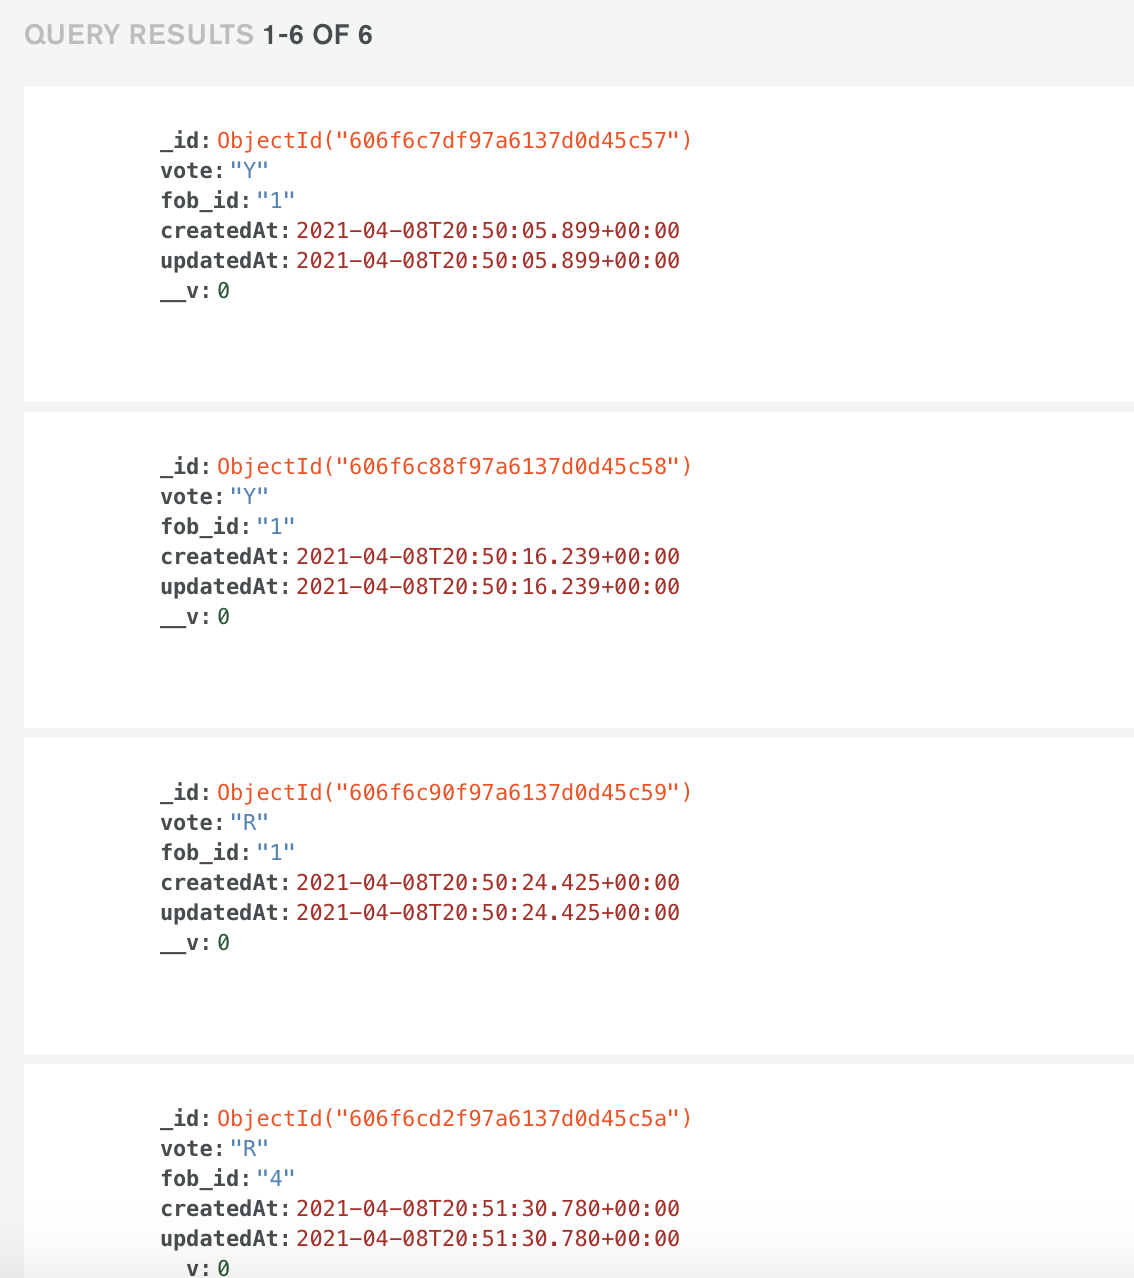 QUERY RESULTS 1-6 OF 6
_id: ObjectId("606f6c7df97a6137d0d45c57")
vote: "Y"
fob_id: "1"
createdAt: 2021-04-08T20:50:05.899+00:00
updatedAt: 2021-04-08T20:50:05.899+00:00
__v: 0
_id: ObjectId("606f6c88f97a6137d0d45c58")
vote: "Y"
fob_id: "1"
createdAt: 2021-04-08T20:50:16.239+00:00
updatedAt: 2021-04-08T20:50:16.239+00:00
__v: 0
_id: ObjectId("606f6c90f97a6137d0d45c59")
vote: "R"
fob_id: "1"
createdAt: 2021-04-08T20:50:24.425+00:00
updatedAt: 2021-04-08T20:50:24.425+00:00
__v: 0
_id: ObjectId("606f6cd2f97a6137d0d45c5a")
vote: "R"
fob_id: "4"
createdAt: 2021-04-08T20:51:30.780+00:00
updatedAt: 2021-04-08T20:51:30.780+00:00
v: 0